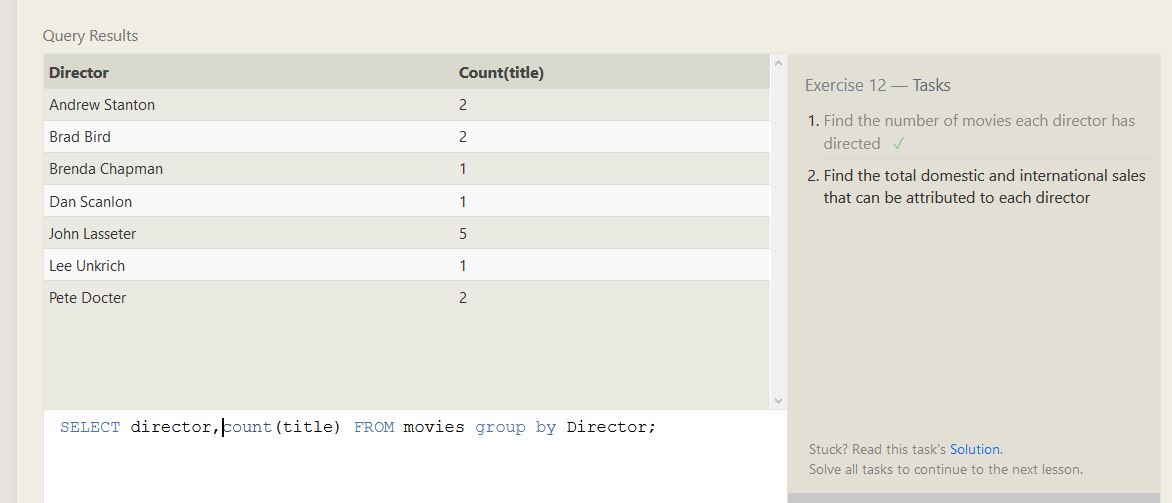 Query Results
Director Count(title)
Andrew Stanton 2
Brad Bird 2
Brenda Chapman 1
Dan Scanlon 1
John Lasseter 5
Lee Unkrich 1
Pete Docter 2
SELECT director,count(title) FROM movies group by Director;
Exercise 12 — Tasks
1. Find the number of movies each director has
directed ✓
2. Find the total domestic and international sales
that can be attributed to each director
Stuck? Read this task's Solution.
Solve all tasks to continue to the next lesson.